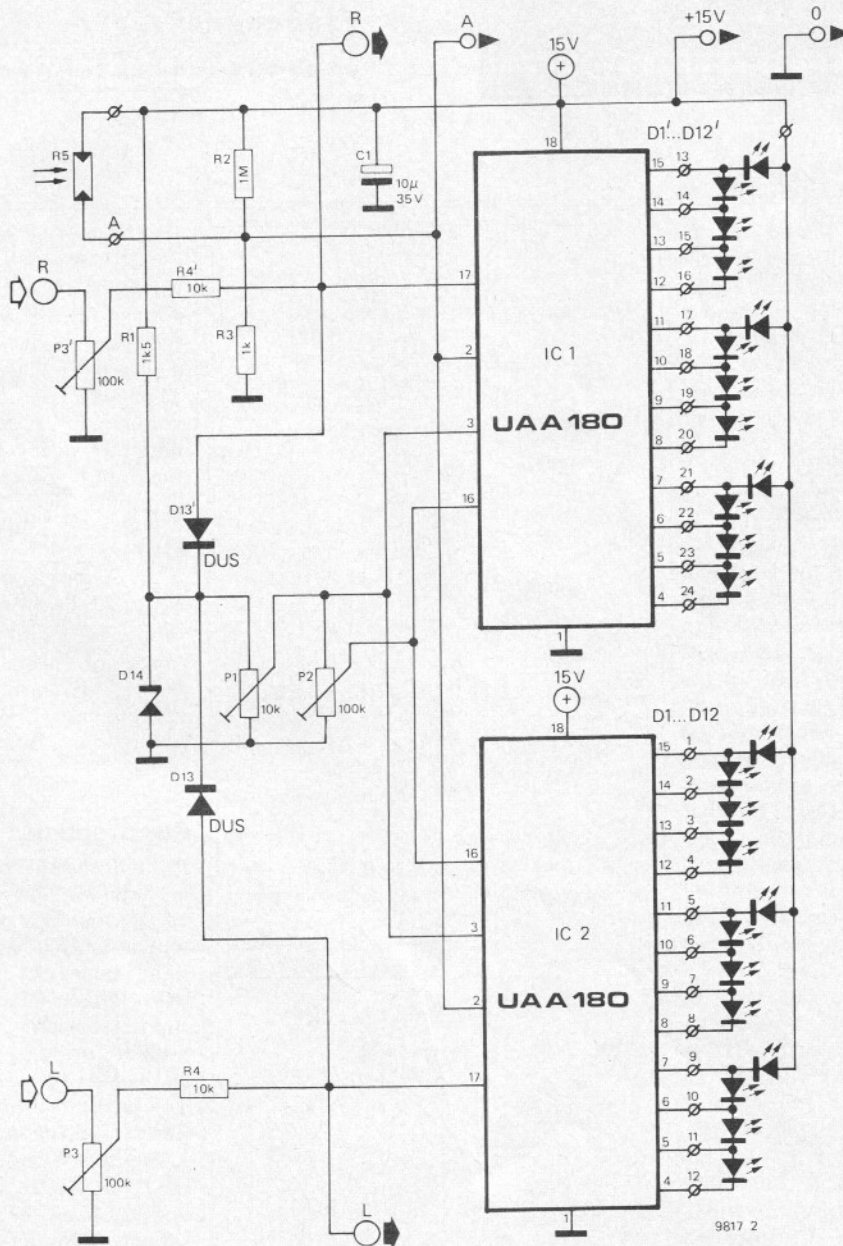 R
A
+15V
0
15V
+
D1'...D12'
R5
R2
1M
C1
10µ
35V
18
15
13
14
14
A
13
15
R
R4'
10k
17
12
16
P3'
100k
R1
1k5
R3
1k
2
IC 1
11
17
10
18
9
19
3
UAA180
8
20
16
7
21
D13'
DUS
6
22
5
23
4
24
1
D14
P1
10k
P2
100k
15V
+
D1...D12
18
15
1
D13
DUS
14
2
13
3
16
12
4
11
5
3
IC 2
10
6
9
7
2
UAA180
8
8
L
R4
10k
17
7
9
6
10
P3
100k
5
11
4
12
L
1
9817 2